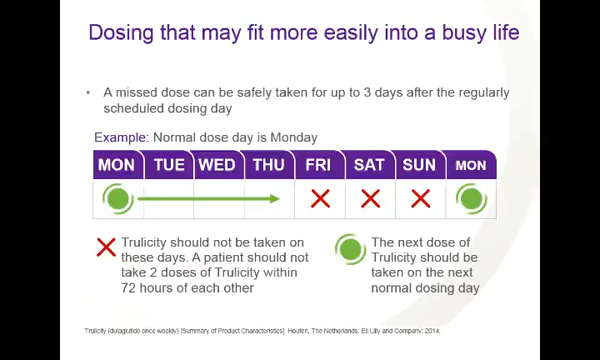 Dosing that may fit more easily into a busy life
• A missed dose can be safely taken for up to 3 days after the regularly
scheduled dosing day
Example: Normal dose day is Monday
MON TUE WED THU FRI SAT SUN MON
Trulicity should not be taken on
these days. A patient should not
take 2 doses of Trulicity within
72 hours of each other
The next dose of
Trulicity should be
taken on the next
normal dosing day
Trulicity (dulaglutide once weekly) [Summary of Product Characteristics]. Houten, The Netherlands: Eli Lilly and Company; 2014.